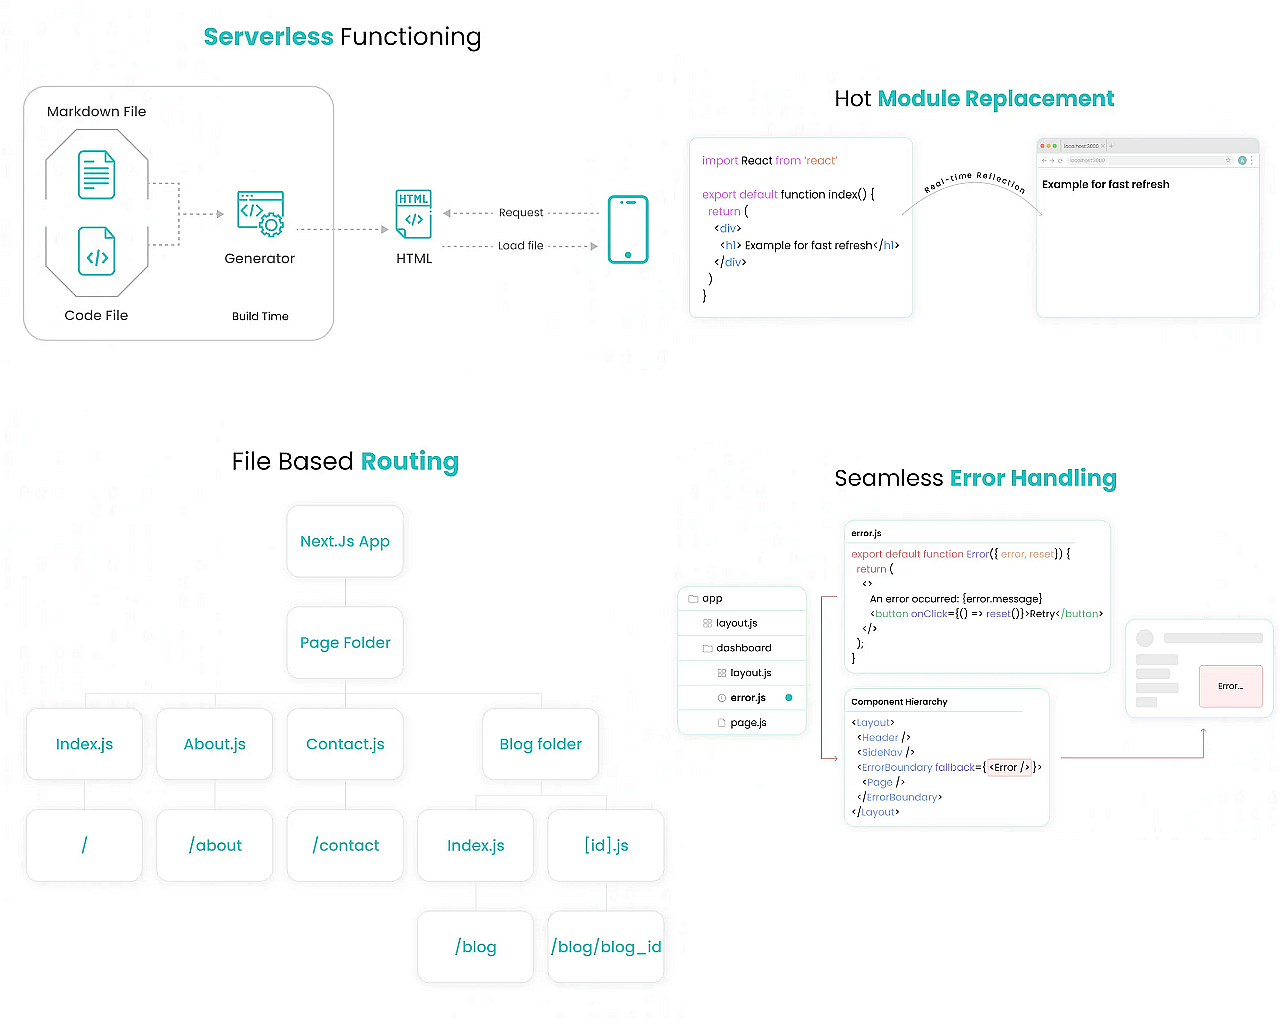 Serverless Functioning
Markdown File
Code File
Generator
Build Time
HTML
HTML
Request
Load file
Hot Module Replacement
import React from 'react'
export default function index() {
return (
<div>
<h1> Example for fast refresh</h1>
</div>
)
}
Real-time Reflection
localhost:3000
localhost:3000
A
Example for fast refresh
File Based Routing
Next.Js App
Page Folder
Index.js
About.js
Contact.js
Blog folder
/
/about
/contact
Index.js
[id].js
/blog
/blog/blog_id
Seamless Error Handling
app
layout.js
dashboard
layout.js
error.js
page.js
error.js
export default function Error({ error, reset}) {
return (
<>
An error occurred: {error.message}
<button onClick={() => reset()}>Retry</button>
</>
);
}
Component Hierarchy
<Layout>
<Header />
<SideNav />
<ErrorBoundary fallback={ <Error /> }>
<Page />
</ErrorBoundary>
</Layout>
Error...